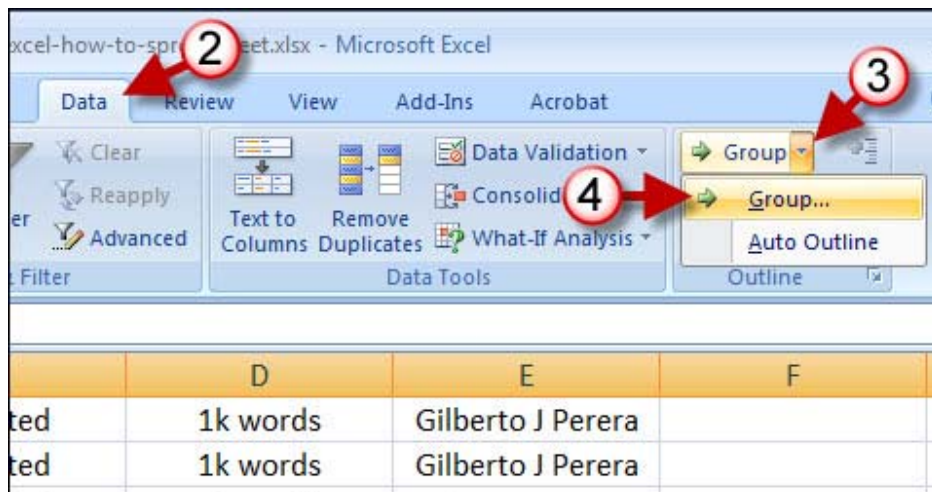 xcel-how-to-spre eet.xlsx - Microsoft Excel
2
3
Data Review View Add-Ins Acrobat
Clear
Reapply
er
Advanced
Filter
Text to Columns
Remove Duplicates
Data Validation
Consolid
What-If Analysis
Data Tools
Group
4
Group...
Auto Outline
Outline
D E F
ted 1k words Gilberto J Perera
ted 1k words Gilberto J Perera